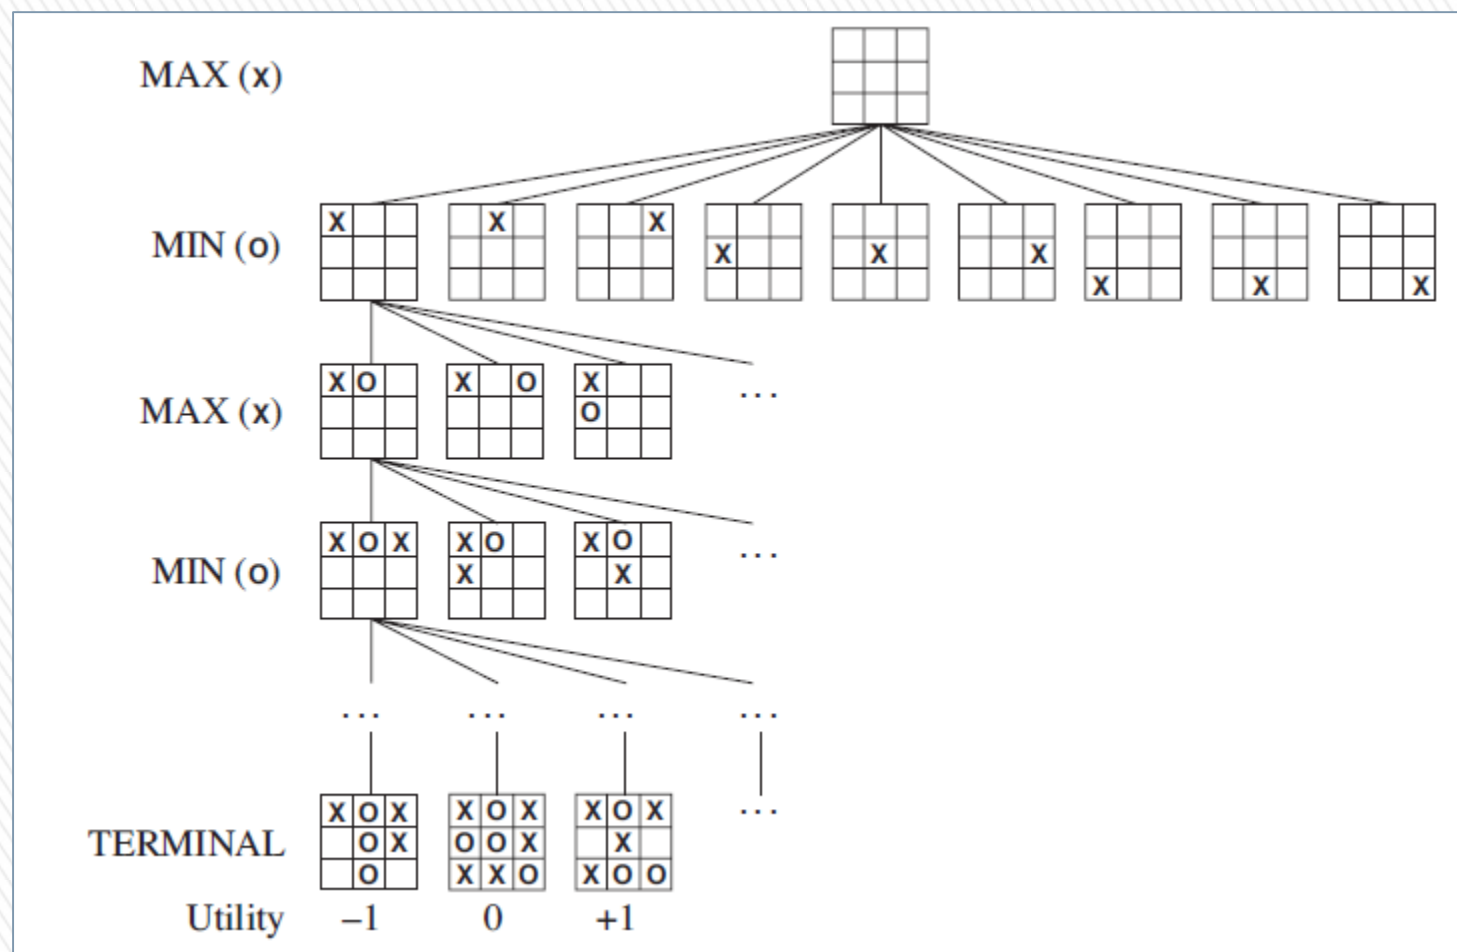 MAX (x)
MIN (o)
X X X X X X X X X
MAX (x)
X O X O X
O
...
MIN (o)
X O X X O X O
X X
...
... ... ... ...
TERMINAL
X O X X O X X O X
O X O O X X
O X X O X O O
...
Utility −1 0 +1